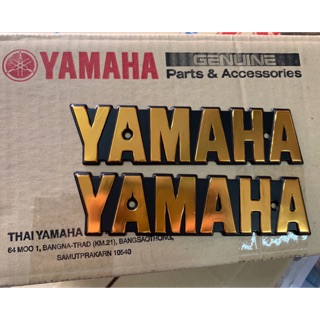 YAMAHA
GENUINE
Parts & Accessories
YAMAHA
YAMAHA
THAI YAMAHA
64 MOO 1, BANGNA-TRAD (KM.21), BANGSAOTHONG,
SAMUTPRAKARN 10540